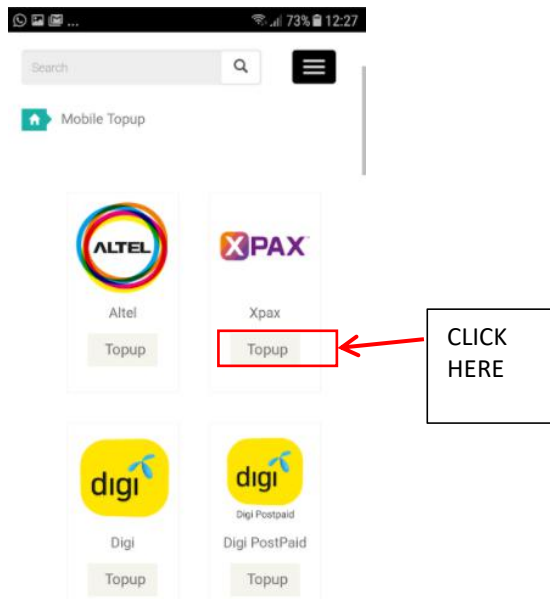 ... 73% 12:27
Search
Mobile Topup
ALTEL
XPAX
Altel
Xpax
Topup
Topup
CLICK
HERE
digi
digi
Digi Postpaid
Digi
Digi PostPaid
Topup
Topup